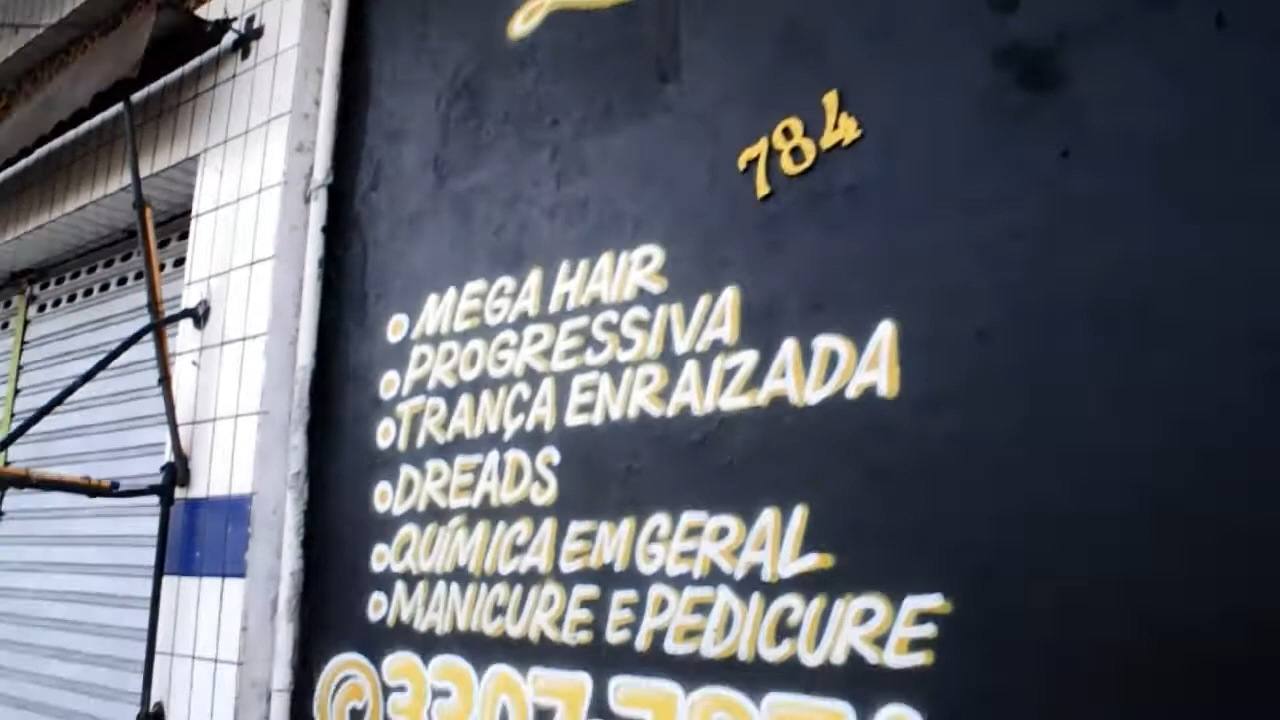 784
• MEGA HAIR
• PROGRESSIVA
• TRANÇA ENRAIZADA
• DREADS
• QUÍMICA EM GERAL
• MANICURE E PEDICURE